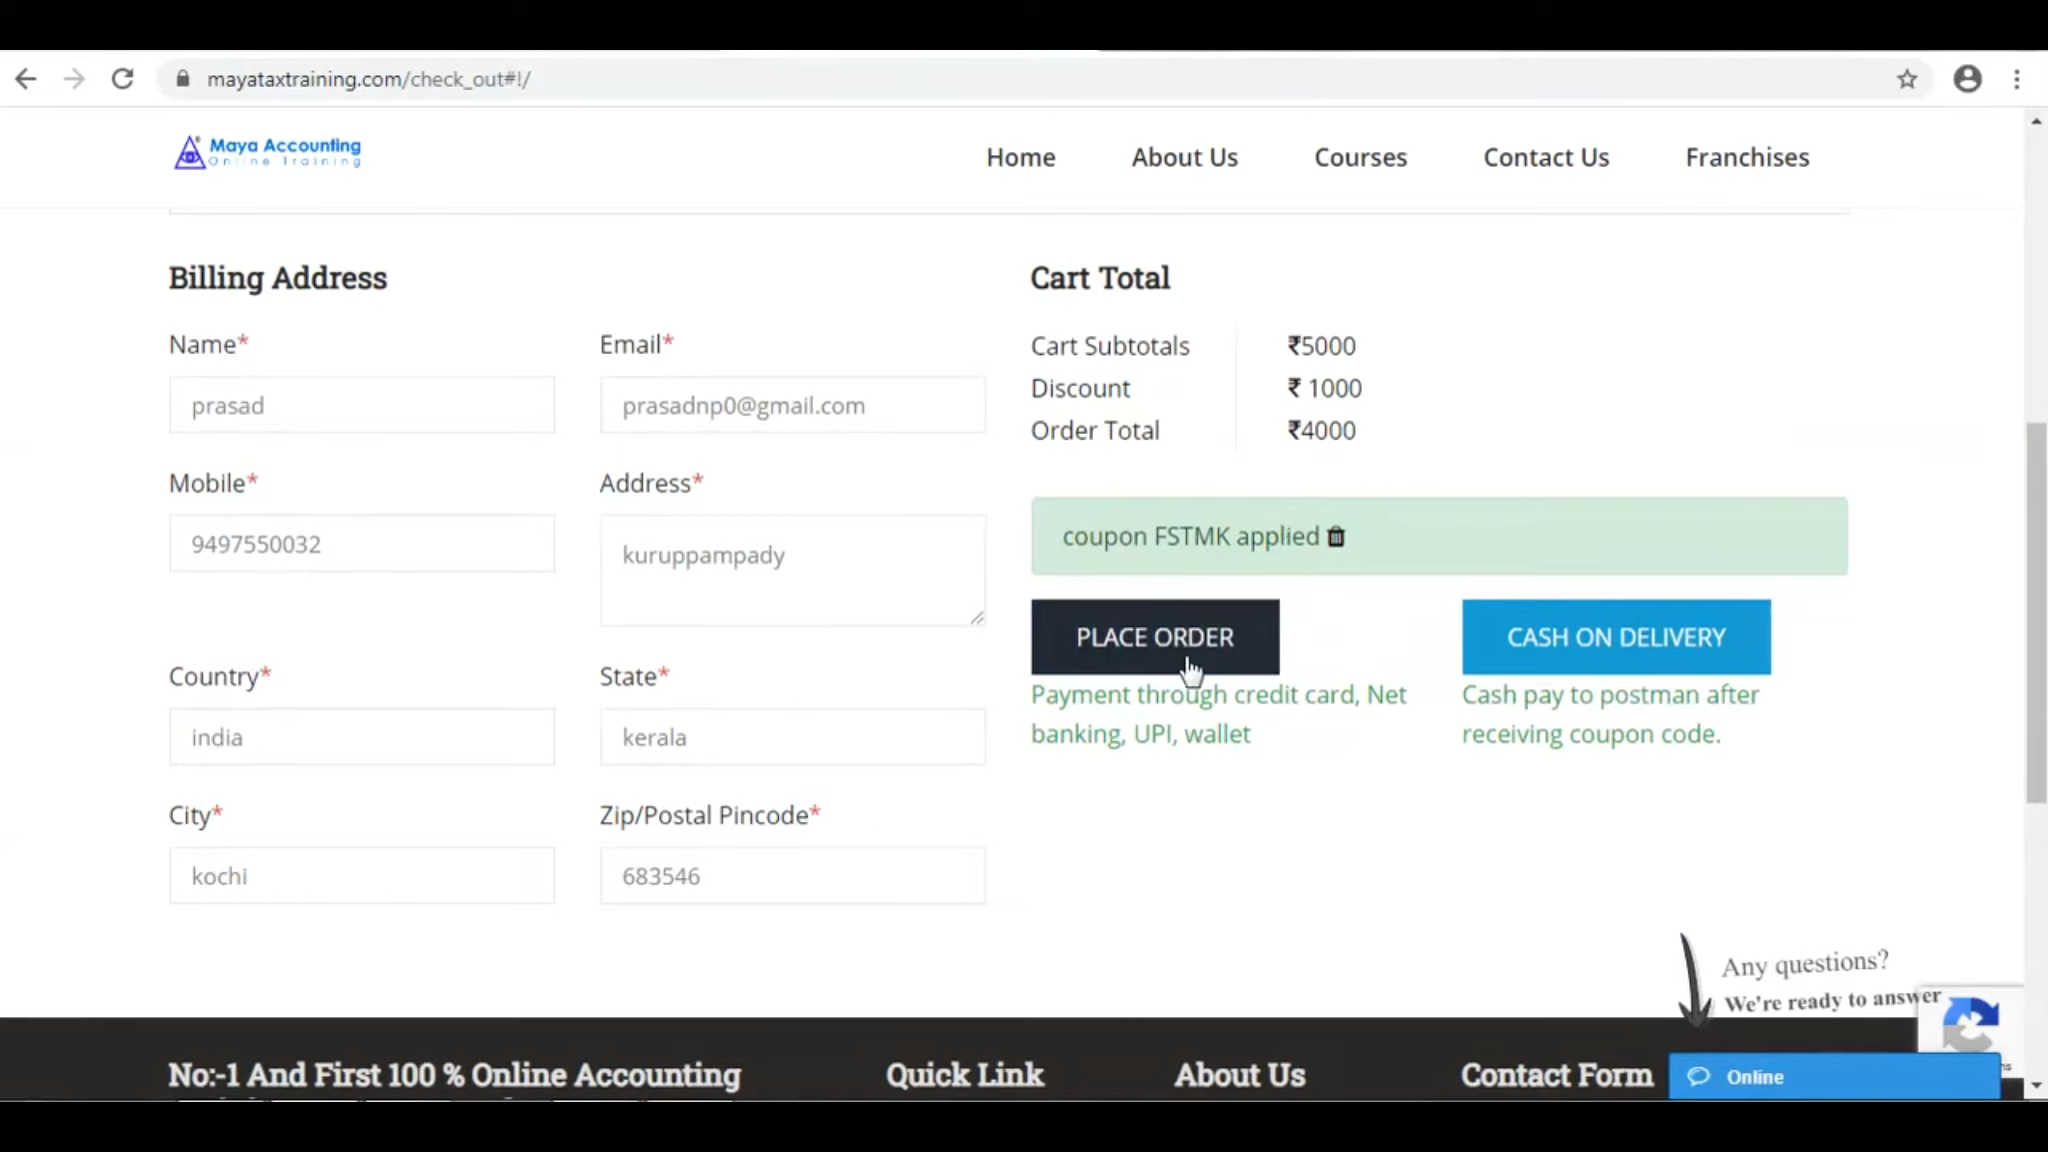 mayataxtraining.com/check_out#!/
Maya Accounting
Online Training
Home About Us Courses Contact Us Franchises
Billing Address
Name*
Email*
prasad
prasadnp0@gmail.com
Mobile*
Address*
9497550032
kuruppampady
Country*
State*
india
kerala
City*
Zip/Postal Pincode*
kochi
683546
Cart Total
Cart Subtotals ₹5000
Discount ₹ 1000
Order Total ₹4000
coupon FSTMK applied
PLACE ORDER
CASH ON DELIVERY
Payment through credit card, Net
banking, UPI, wallet
Cash pay to postman after
receiving coupon code.
Any questions?
We're ready to answer
No:-1 And First 100 % Online Accounting
Quick Link
About Us
Contact Form
Online